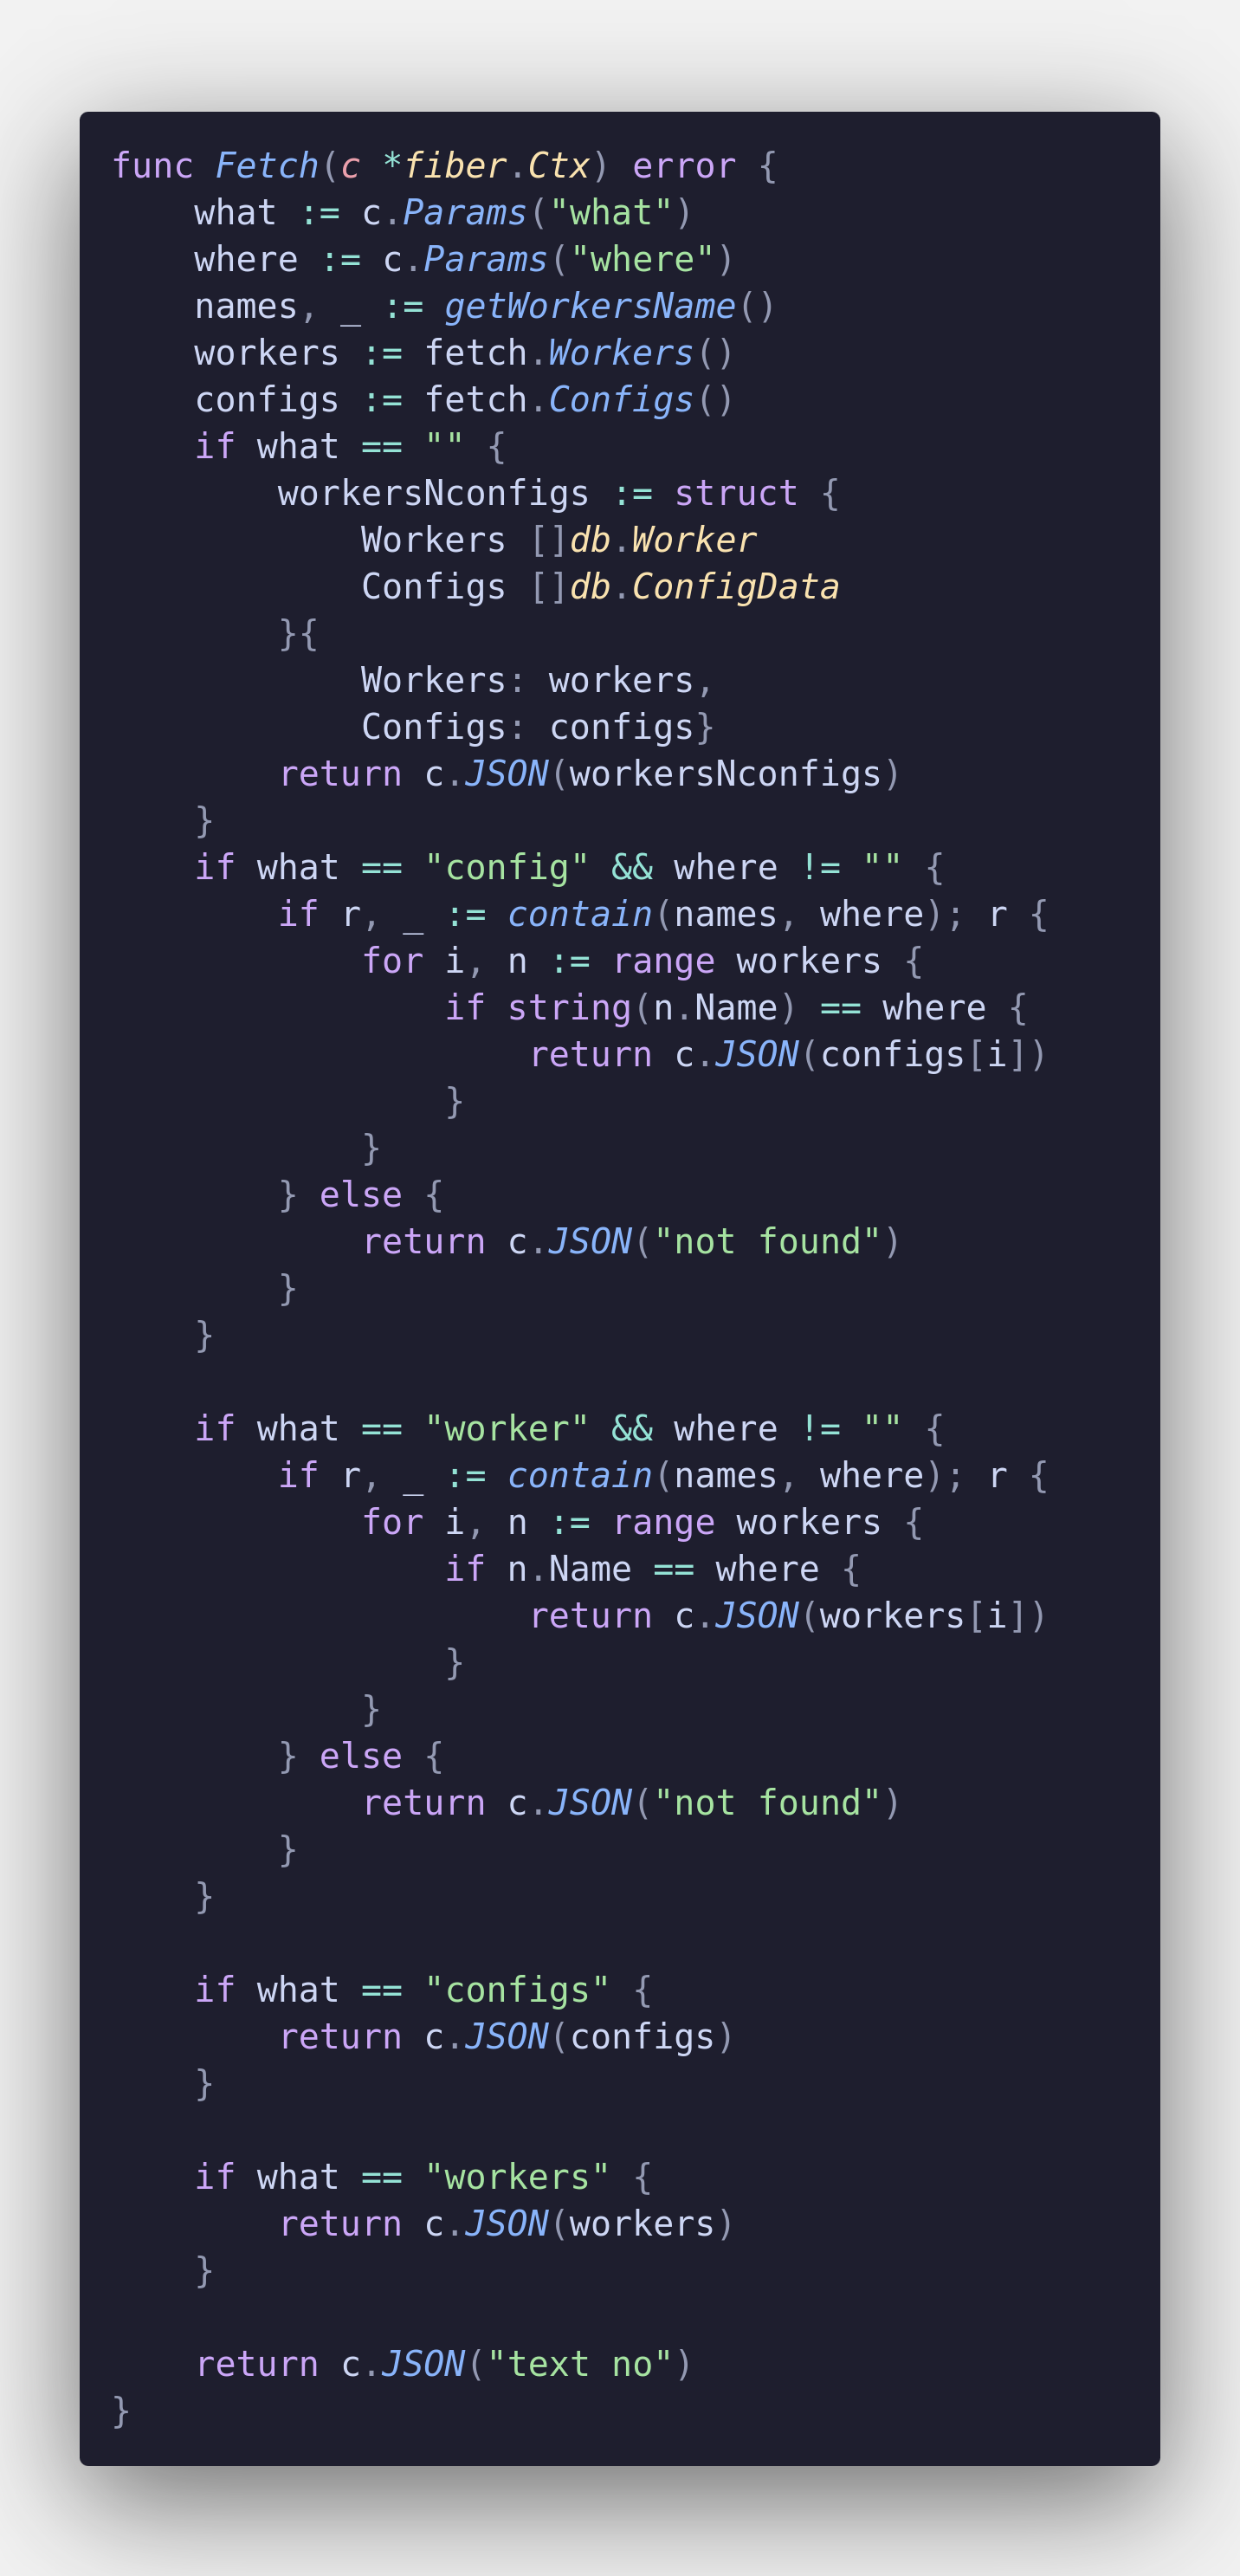 func Fetch(c *fiber.Ctx) error {
    what := c.Params("what")
    where := c.Params("where")
    names, _ := getWorkersName()
    workers := fetch.Workers()
    configs := fetch.Configs()
    if what == "" {
        workersNconfigs := struct {
            Workers []db.Worker
            Configs []db.ConfigData
        }{
            Workers: workers,
            Configs: configs}
        return c.JSON(workersNconfigs)
    }
    if what == "config" && where != "" {
        if r, _ := contain(names, where); r {
            for i, n := range workers {
                if string(n.Name) == where {
                    return c.JSON(configs[i])
                }
            }
        } else {
            return c.JSON("not found")
        }
    }

    if what == "worker" && where != "" {
        if r, _ := contain(names, where); r {
            for i, n := range workers {
                if n.Name == where {
                    return c.JSON(workers[i])
                }
            }
        } else {
            return c.JSON("not found")
        }
    }

    if what == "configs" {
        return c.JSON(configs)
    }

    if what == "workers" {
        return c.JSON(workers)
    }

    return c.JSON("text no")
}